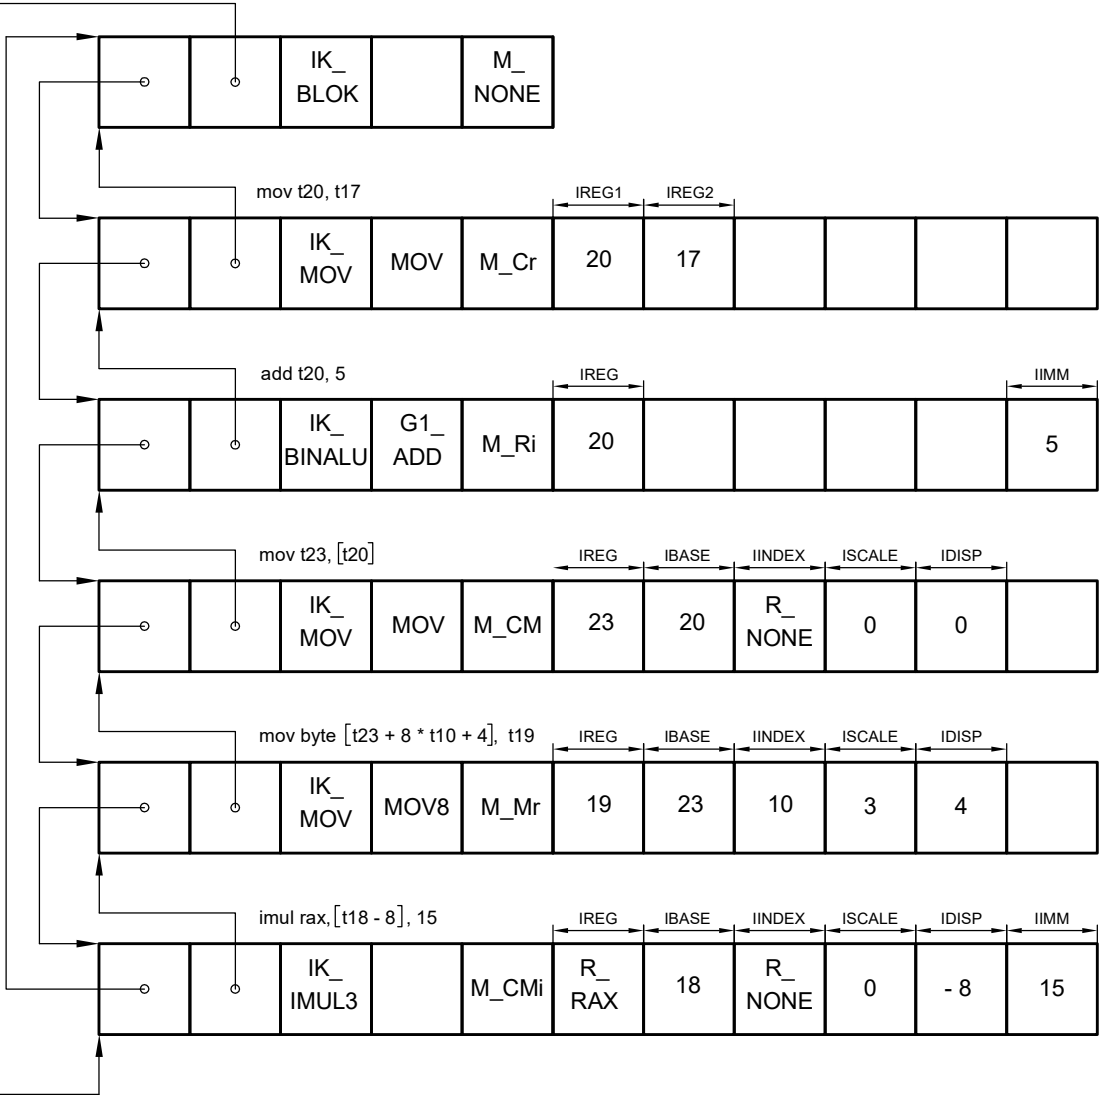 IK_
BLOK
M_
NONE
mov t20, t17
IREG1 IREG2
IK_
MOV
MOV
M_Cr
20
17
add t20, 5
IREG IIMM
IK_
BINALU
G1_
ADD
M_Ri
20
5
mov t23, [t20]
IREG IBASE IINDEX ISCALE IDISP
IK_
MOV
MOV
M_CM
23
20
R_
NONE
0
0
mov byte [t23 + 8 * t10 + 4], t19
IREG IBASE IINDEX ISCALE IDISP
IK_
MOV
MOV8
M_Mr
19
23
10
3
4
imul rax, [t18 - 8], 15
IREG IBASE IINDEX ISCALE IDISP IIMM
IK_
IMUL3
M_CMi
R_
RAX
18
R_
NONE
0
- 8
15